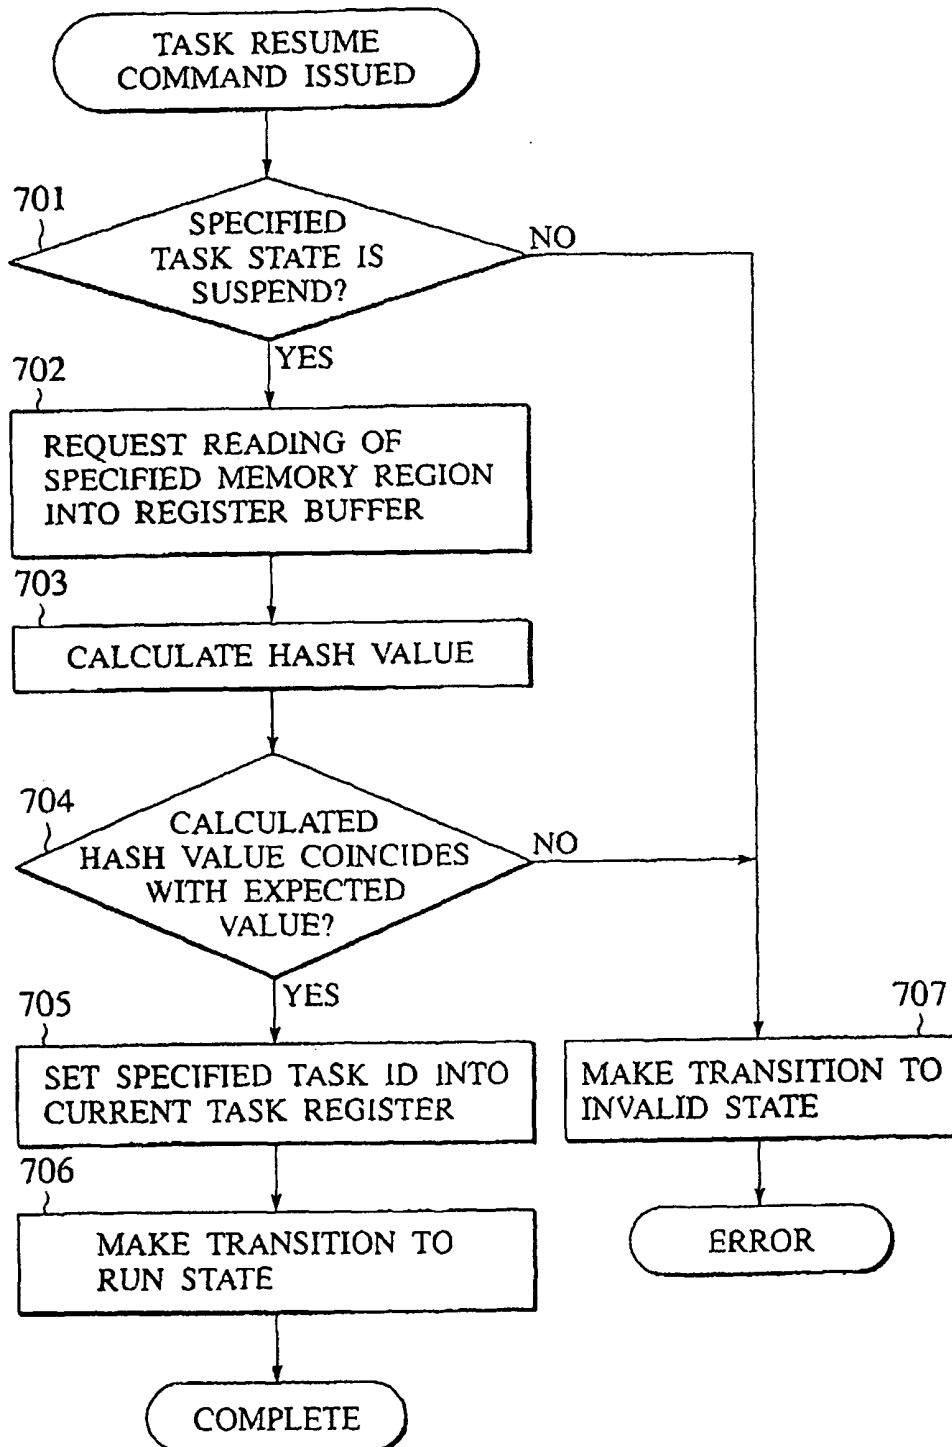 TASK RESUME
COMMAND ISSUED
701
SPECIFIED
TASK STATE IS
SUSPEND?
NO
YES
702
REQUEST READING OF
SPECIFIED MEMORY REGION
INTO REGISTER BUFFER
703
CALCULATE HASH VALUE
704
CALCULATED
HASH VALUE COINCIDES
WITH EXPECTED
VALUE?
NO
YES
705
SET SPECIFIED TASK ID INTO
CURRENT TASK REGISTER
707
MAKE TRANSITION TO
INVALID STATE
706
MAKE TRANSITION TO
RUN STATE
ERROR
COMPLETE